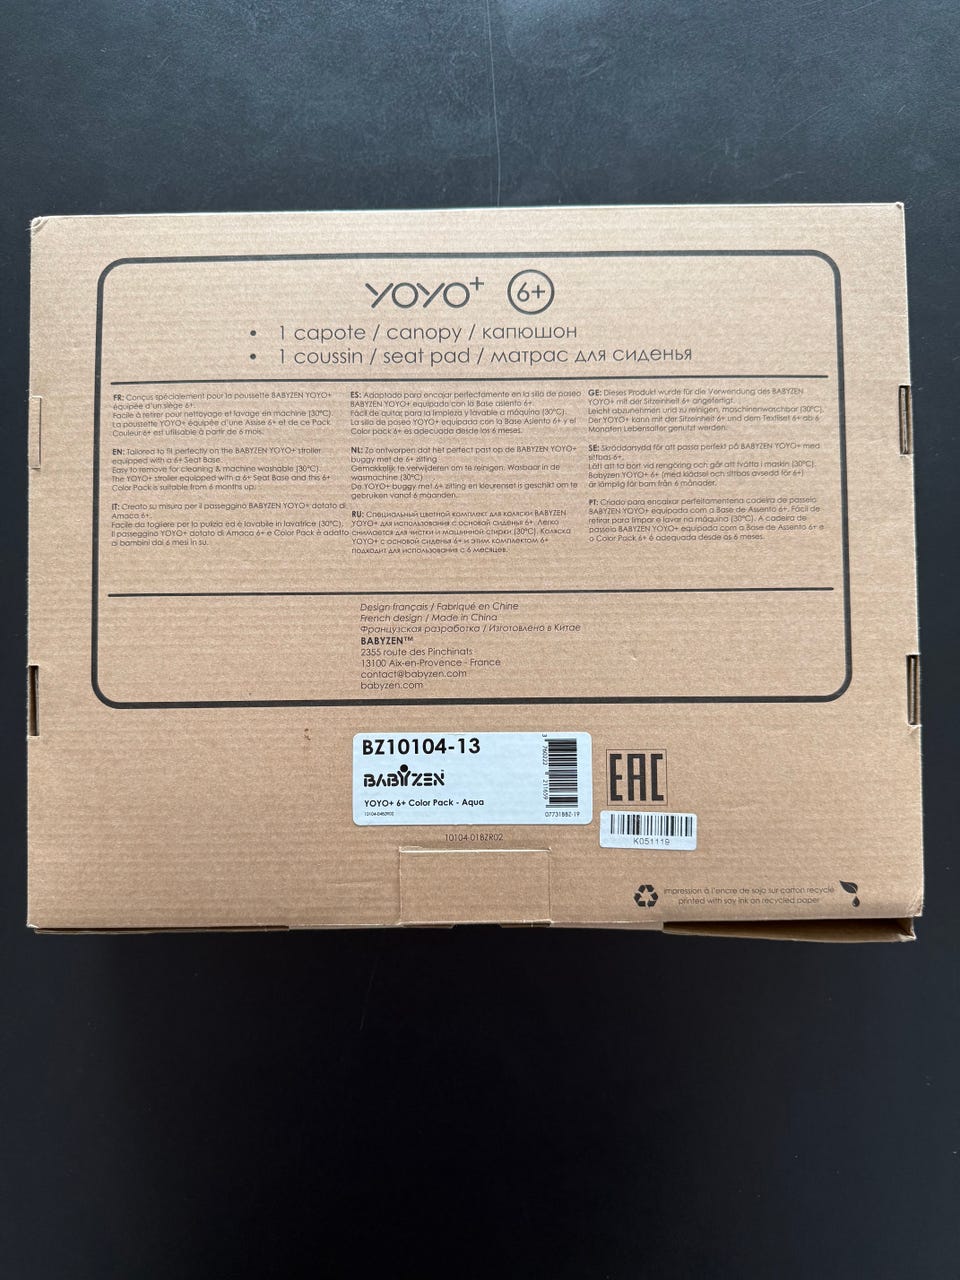 YOYO+ 6+
• 1 capote / canopy / капюшон
• 1 coussin / seat pad / матрас для сиденья
FR: Conçus spécialement pour la poussette BABYZEN YOYO+
équipée d'un siège 6+.
Facile à retirer pour nettoyage et lavage en machine (30°C).
La poussette YOYO+ équipée d'une Assise 6+ et de ce Pack
Couleur 6+ est utilisable à partir de 6 mois.
EN: Tailored to fit perfectly on the BABYZEN YOYO+ stroller
equipped with a 6+ Seat Base.
Easy to remove for cleaning & machine washable (30°C).
The YOYO+ stroller equipped with a 6+ Seat Base and this 6+
Color Pack is suitable from 6 months up.
IT: Creato su misura per il passeggino BABYZEN YOYO+ dotato di
Amaca 6+.
Facile da togliere per la pulizia ed è lavabile in lavatrice (30°C).
Il passeggino YOYO+ dotato di Amaca 6+ e Color Pack è adatto
ai bambini dai 6 mesi in su.
ES: Adaptado para encajar perfectamente en la silla de paseo
BABYZEN YOYO+ equipada con la Base asiento 6+.
Fácil de quitar, para la limpieza y lavable a máquina (30°C).
La silla de paseo YOYO+ equipada con la Base Asiento 6+ y el
Color pack 6+ es adecuada desde los 6 meses.
NL: Zo ontworpen dat het perfect past op de BABYZEN YOYO+
buggy met de 6+ zitting
Gemakkelijk te verwijderen om te reinigen. Wasbaar in de
wasmachine (30°C)
De YOYO+ buggy met 6+ zitting en kleurenset is geschikt om te
gebruiken vanaf 6 maanden.
RU: Специальный цветной комплект для коляски BABYZEN
YOYO+ для использования с основой сиденья 6+. Легко
снимается для чистки и машинной стирки (30°C). Коляска
YOYO+ с основой сиденья 6+ и этим комплектом 6+
подходит для использования с 6 месяцев.
GE: Dieses Produkt wurde für die Verwendung des BABYZEN
YOYO+ mit der Sitzeinheit 6+ angefertigt.
Leicht abzunehmen und zu reinigen, maschinenwaschbar (30°C).
Der YOYO+ kann mit der Sitzeinheit 6+ und dem Textilset 6+ ab 6
Monaten Lebensalter genutzt werden.
SE: Skräddarsydd för att passa perfekt på BABYZEN YOYO+ med
sittbas 6+.
Lätt att ta bort vid rengöring och går att tvätta i maskin (30°C).
Babyzen YOYO+ (med klädsel och sittbas avsedd för 6+)
är lämplig för barn från 6 månader.
PT: Criado para encaixar perfeitamentena cadeira de passeio
BABYZEN YOYO+ equipada com a Base de Assento 6+. Fácil de
retirar para limpar e lavar na máquina (30°C). A cadeira de
passeio BABYZEN YOYO+ equipada com a Base de Assento 6+ e
o Color Pack 6+ é adequada desde os 6 meses.
Design français / Fabriqué en Chine
French design / Made in China
Французская разработка / Изготовлено в Китае
BABYZEN™
2355 route des Pinchinats
13100 Aix-en-Provence - France
contact@babyzen.com
babyzen.com
BZ10104-13
BABYZEN
YOYO+ 6+ Color Pack - Aqua
07731BBZ-19
10104-01BZR02
EAC
K051119
impression à l'encre de soja sur carton recyclé
printed with soy ink on recycled paper